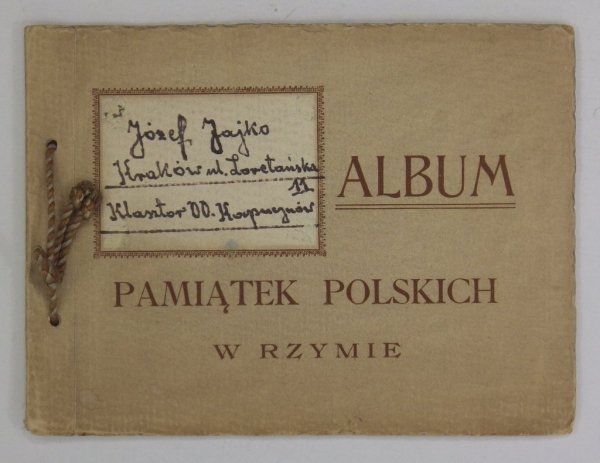 Józef Jajko
Kraków ul. Loretańska
11
Klasztor OO. Kapucynów
ALBUM
PAMIĄTEK POLSKICH
W RZYMIE